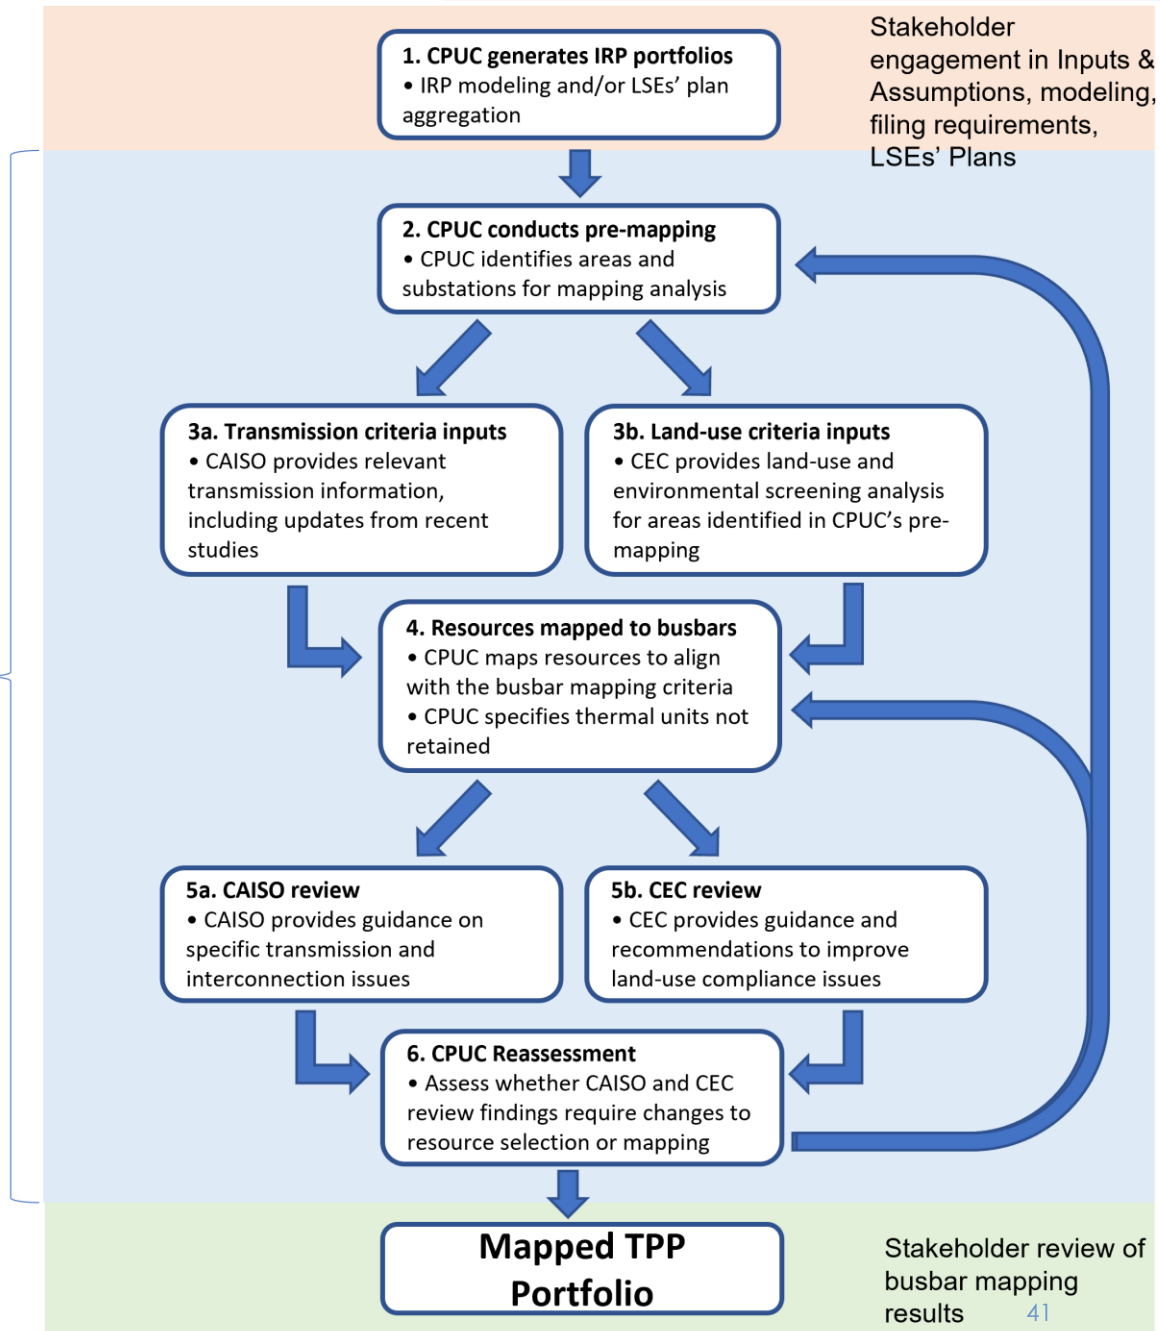 Stakeholder
engagement in Inputs &
Assumptions, modeling,
filing requirements,
LSEs' Plans
1. CPUC generates IRP portfolios
• IRP modeling and/or LSEs' plan
aggregation
2. CPUC conducts pre-mapping
• CPUC identifies areas and
substations for mapping analysis
3a. Transmission criteria inputs
• CAISO provides relevant
transmission information,
including updates from recent
studies
3b. Land-use criteria inputs
• CEC provides land-use and
environmental screening analysis
for areas identified in CPUC's pre-
mapping
4. Resources mapped to busbars
• CPUC maps resources to align
with the busbar mapping criteria
• CPUC specifies thermal units not
retained
5a. CAISO review
• CAISO provides guidance on
specific transmission and
interconnection issues
5b. CEC review
• CEC provides guidance and
recommendations to improve
land-use compliance issues
6. CPUC Reassessment
• Assess whether CAISO and CEC
review findings require changes to
resource selection or mapping
Mapped TPP
Portfolio
Stakeholder review of
busbar mapping
results
41